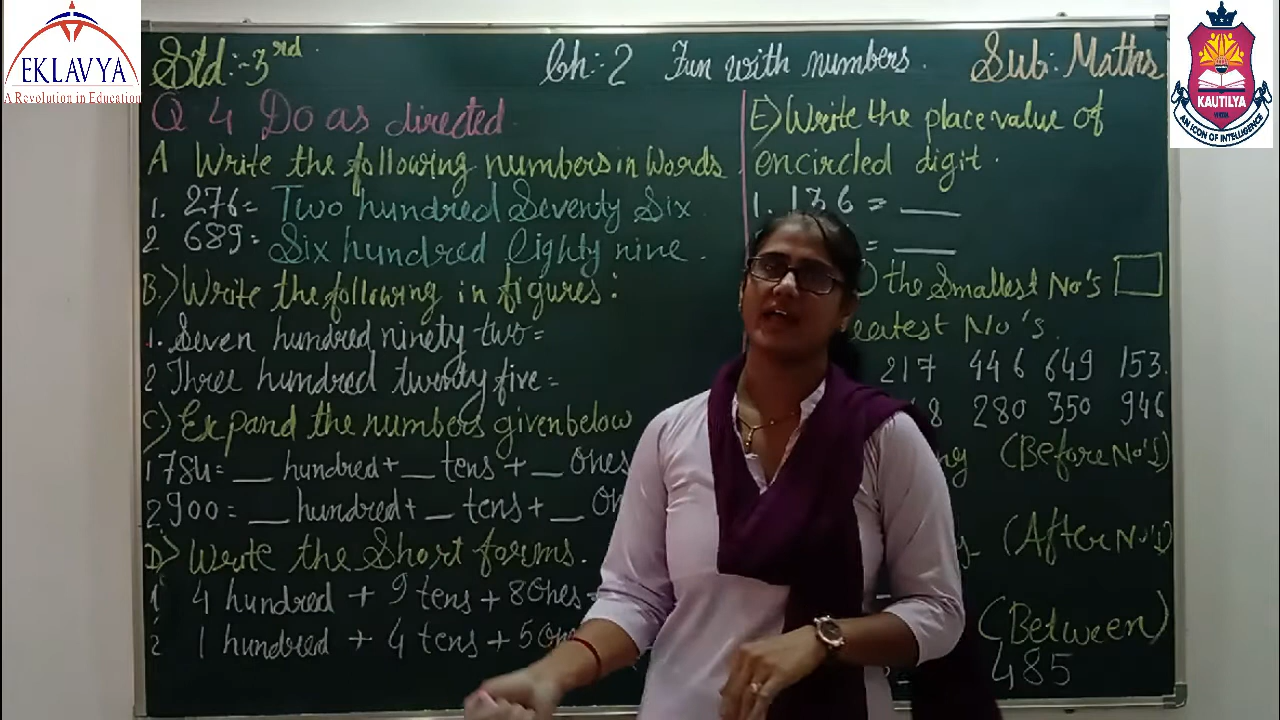 EKLAVYA
A Revolution in Education
Std:-3rd.
Ch:-2 Fun with numbers.
Sub: Maths
KAUTILYA
AN ICON OF INTELLIGENCE
Q 4 Do as directed
A Write the following numbers in Words
1. 276= Two hundred Seventy Six.
2 689= Six hundred Eighty nine.
B.) Write the following in figures:
1. Seven hundred ninety two=
2 Three hundred twenty five=
C.) Expand the numbers given below
1 784= __ hundred+ __ tens + __ Ones
2 900= __ hundred+ __ tens + __
D) Write the Short forms.
1 4 hundred + 9 tens + 8 Ones
2 1 hundred + 4 tens + 5
E) Write the place value of
encircled digit.
1. 136 = ___
= ___
the Smallest No's
No's.
217 446 649 153.
280 350 946
(Before No's)
(After No's)
(Between)
485